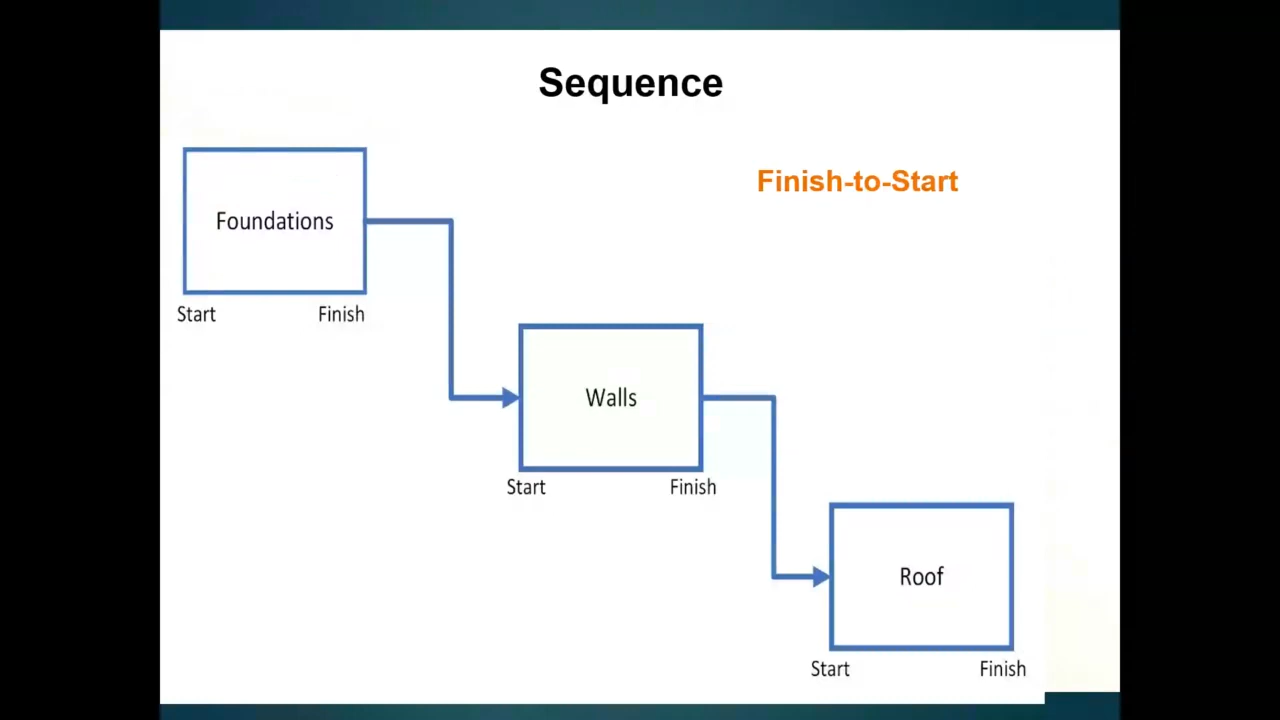 Sequence
Finish-to-Start
Foundations
Start Finish
Walls
Start Finish
Roof
Start Finish